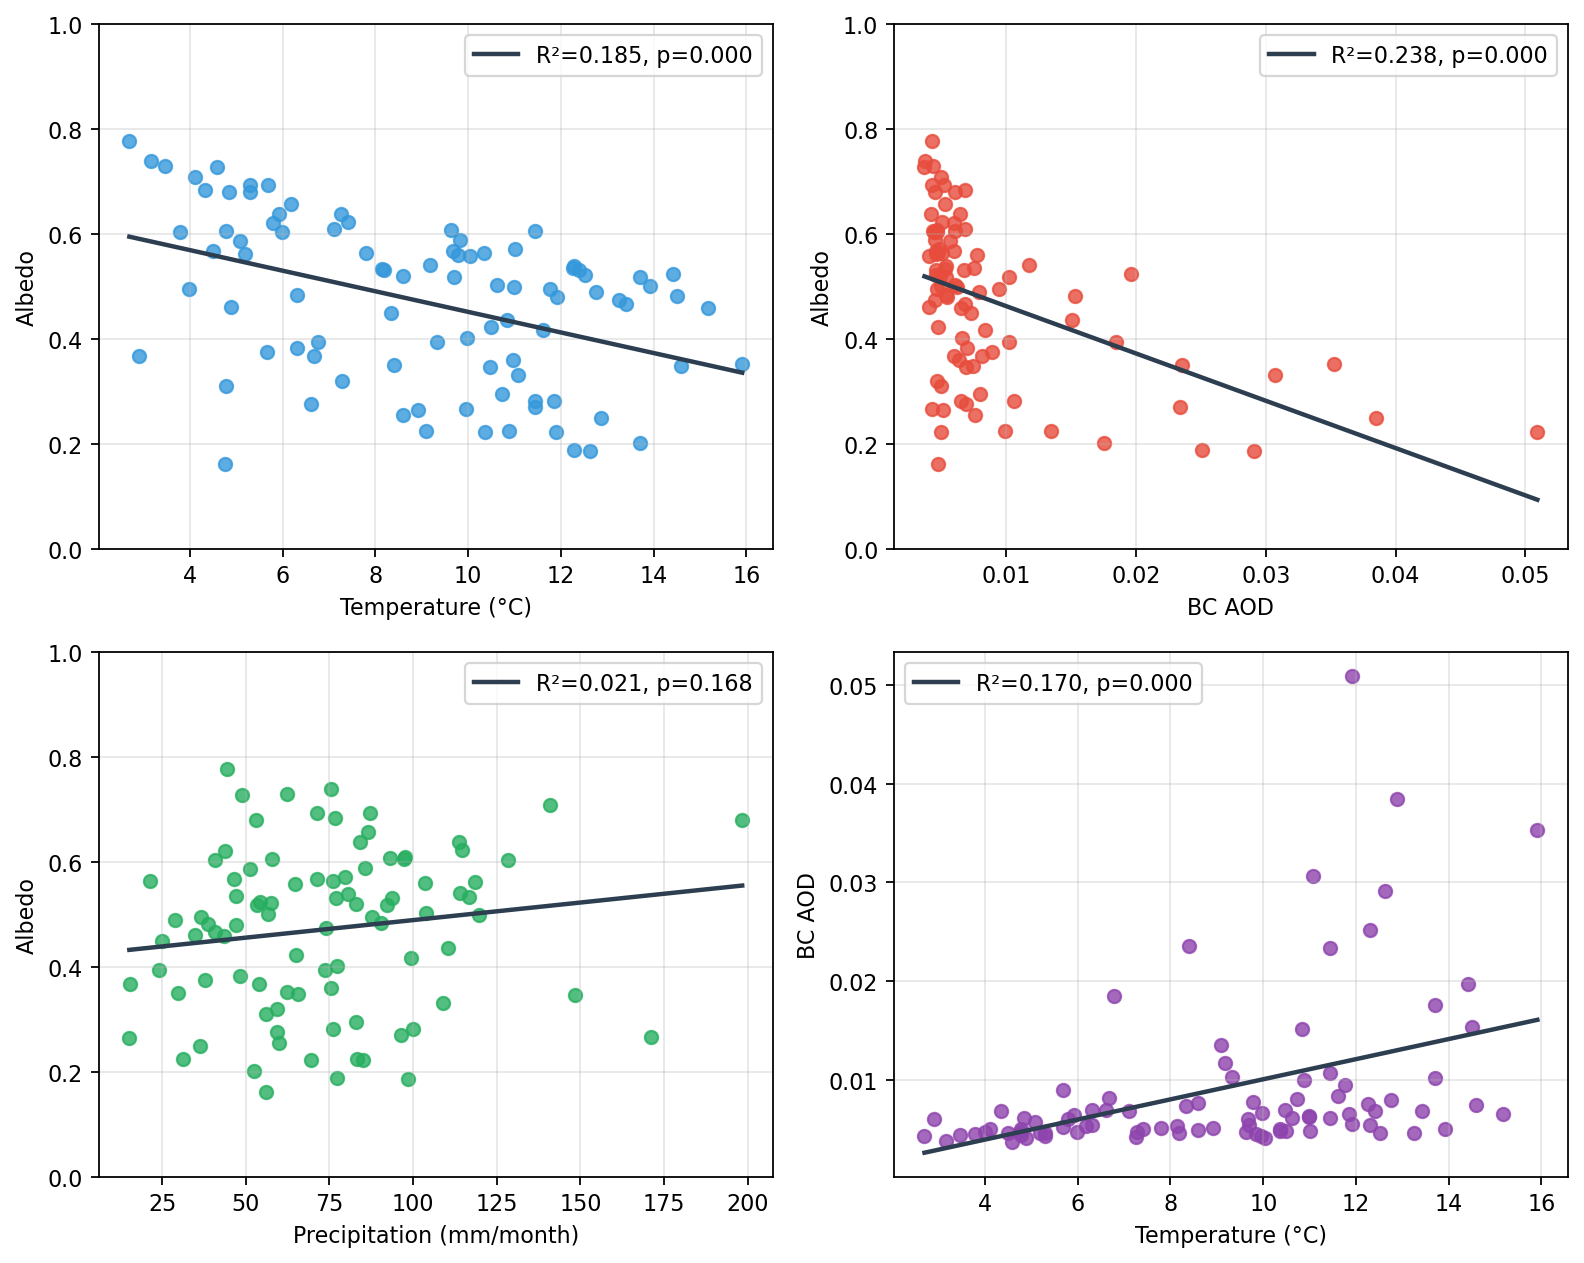 1.0
0.8
0.6
0.4
0.2
0.0
Albedo
R²=0.185, p=0.000
4 6 8 10 12 14 16
Temperature (°C)
1.0
0.8
0.6
0.4
0.2
0.0
Albedo
R²=0.238, p=0.000
0.01 0.02 0.03 0.04 0.05
BC AOD
1.0
0.8
0.6
0.4
0.2
0.0
Albedo
R²=0.021, p=0.168
25 50 75 100 125 150 175 200
Precipitation (mm/month)
0.05
0.04
0.03
0.02
0.01
BC AOD
R²=0.170, p=0.000
4 6 8 10 12 14 16
Temperature (°C)